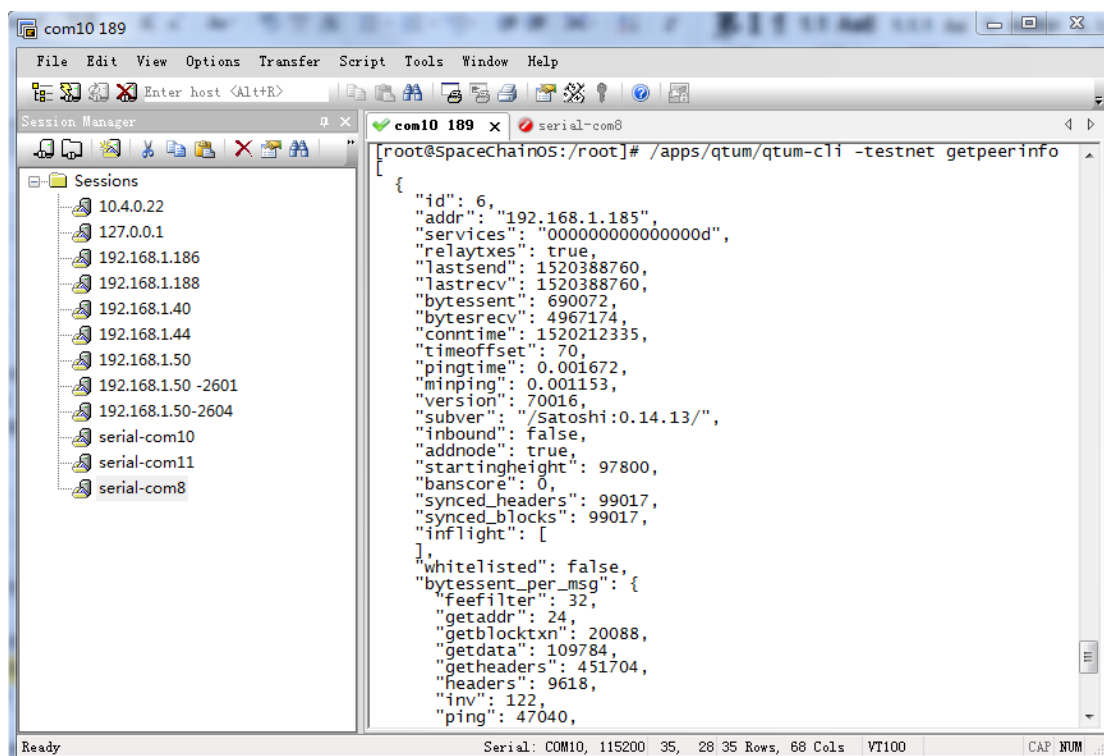 com10 189
File Edit View Options Transfer Script Tools Window Help
Enter host <Alt+R>
Session Manager
com10 189
serial-com8
Sessions
10.4.0.22
127.0.0.1
192.168.1.186
192.168.1.188
192.168.1.40
192.168.1.44
192.168.1.50
192.168.1.50 -2601
192.168.1.50-2604
serial-com10
serial-com11
serial-com8
[root@SpaceChainOS:/root]# /apps/qtum/qtum-cli -testnet getpeerinfo
[
{
"id": 6,
"addr": "192.168.1.185",
"services": "000000000000000d",
"relaytxes": true,
"lastsend": 1520388760,
"lastrecv": 1520388760,
"bytessent": 690072,
"bytesrecv": 4967174,
"conntime": 1520212335,
"timeoffset": 70,
"pingtime": 0.001672,
"minping": 0.001153,
"version": 70016,
"subver": "/Satoshi:0.14.13/",
"inbound": false,
"addnode": true,
"startingheight": 97800,
"banscore": 0,
"synced_headers": 99017,
"synced_blocks": 99017,
"inflight": [
],
"whitelisted": false,
"bytessent_per_msg": {
"feefilter": 32,
"getaddr": 24,
"getblocktxn": 20088,
"getdata": 109784,
"getheaders": 451704,
"headers": 9618,
"inv": 122,
"ping": 47040,
Ready
Serial: COM10, 115200 35, 28 35 Rows, 68 Cols VT100 CAP NUM